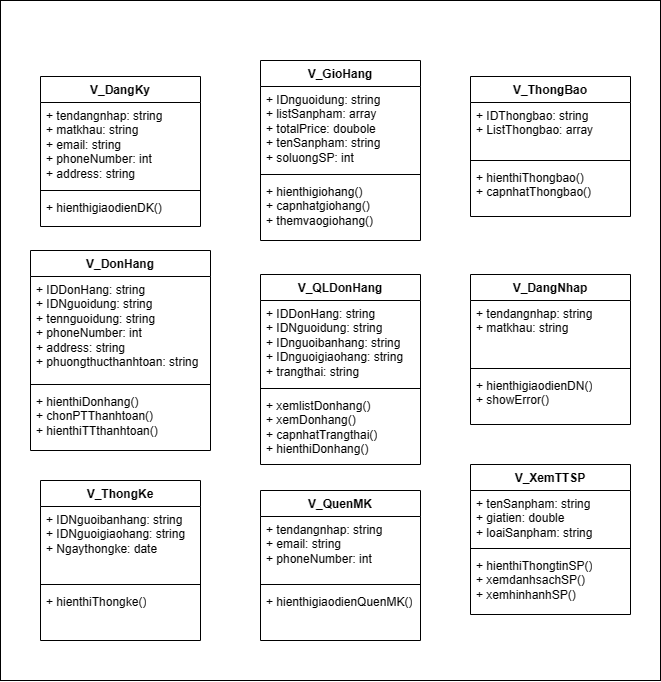 V_DangKy
+ tendangnhap: string
+ matkhau: string
+ email: string
+ phoneNumber: int
+ address: string
+ hienthigiaodienDK()
V_GioHang
+ IDnguoidung: string
+ listSanpham: array
+ totalPrice: doubole
+ tenSanpham: string
+ soluongSP: int
+ hienthigiohang()
+ capnhatgiohang()
+ themvaogiohang()
V_ThongBao
+ IDThongbao: string
+ ListThongbao: array
+ hienthiThongbao()
+ capnhatThongbao()
V_DonHang
+ IDDonHang: string
+ IDNguoidung: string
+ tennguoidung: string
+ phoneNumber: int
+ address: string
+ phuongthucthanhtoan: string
+ hienthiDonhang()
+ chonPTThanhtoan()
+ hienthiTTthanhtoan()
V_QLDonHang
+ IDDonHang: string
+ IDNguoidung: string
+ IDnguoibanhang: string
+ IDnguoigiaohang: string
+ trangthai: string
+ xemlistDonhang()
+ xemDonhang()
+ capnhatTrangthai()
+ hienthiDonhang()
V_DangNhap
+ tendangnhap: string
+ matkhau: string
+ hienthigiaodienDN()
+ showError()
V_ThongKe
+ IDNguoibanhang: string
+ IDNguoigiaohang: string
+ Ngaythongke: date
+ hienthiThongke()
V_QuenMK
+ tendangnhap: string
+ email: string
+ phoneNumber: int
+ hienthigiaodienQuenMK()
V_XemTTSP
+ tenSanpham: string
+ giatien: double
+ loaiSanpham: string
+ hienthiThongtinSP()
+ xemdanhsachSP()
+ xemhinhanhSP()